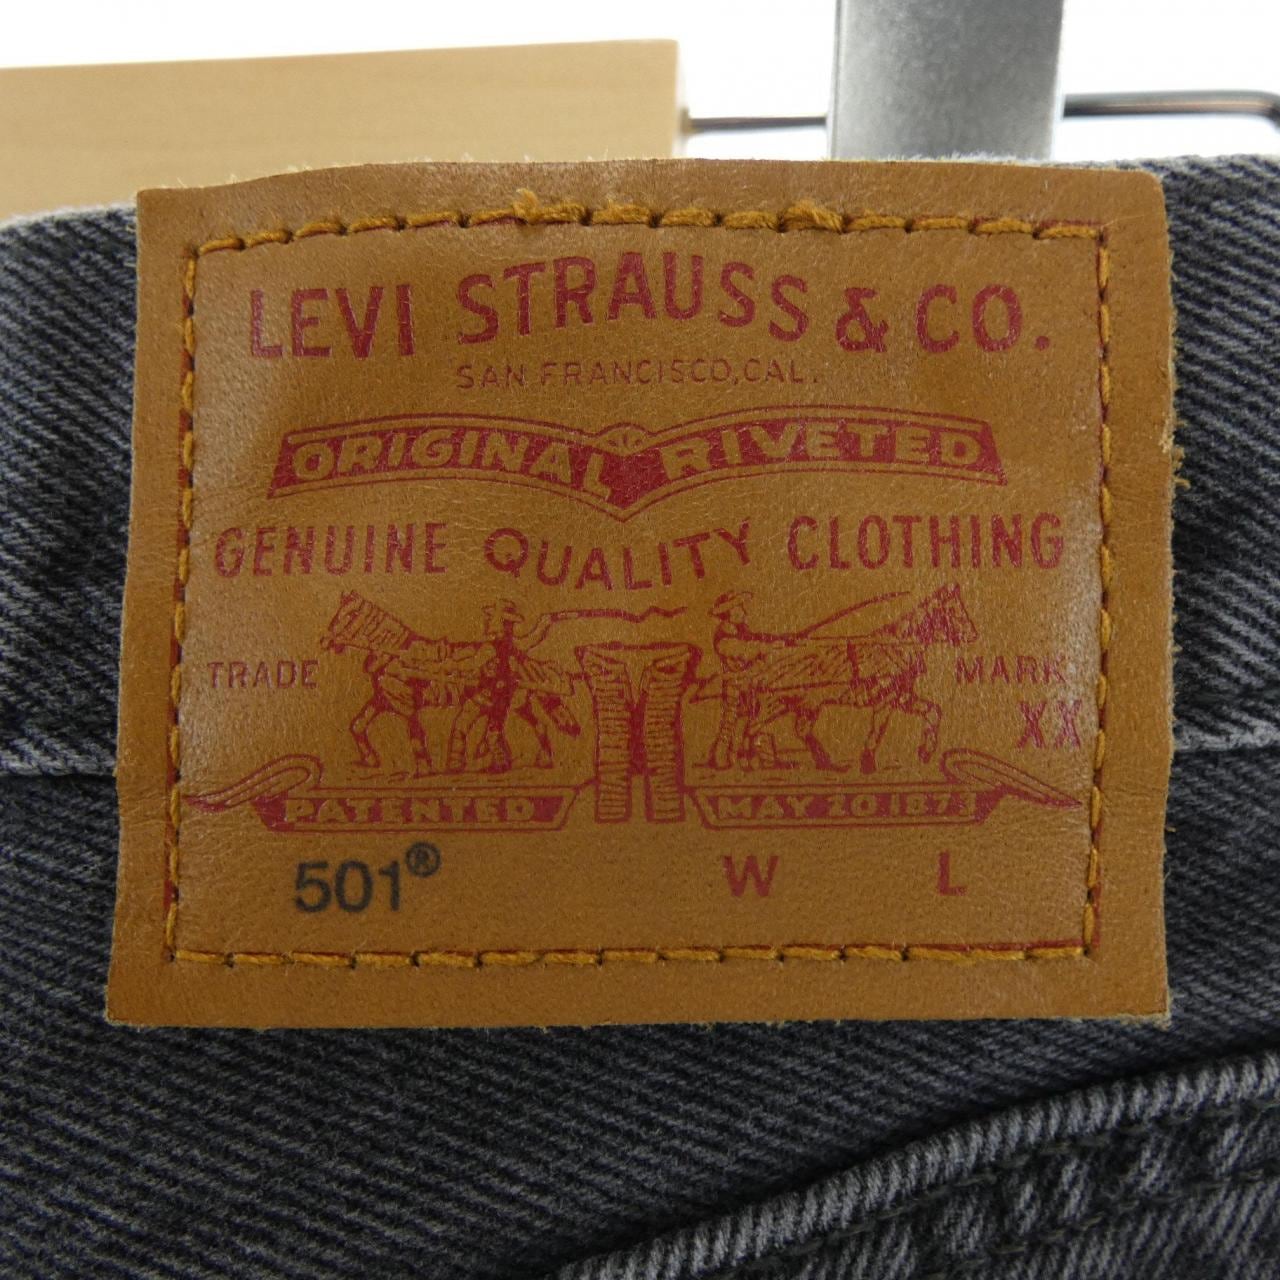 LEVI STRAUSS & CO.
SAN FRANCISCO, CAL.
ORIGINAL RIVETED
GENUINE QUALITY CLOTHING
TRADE MARK
XX
PATENTED MAY 20 1873
501® W L